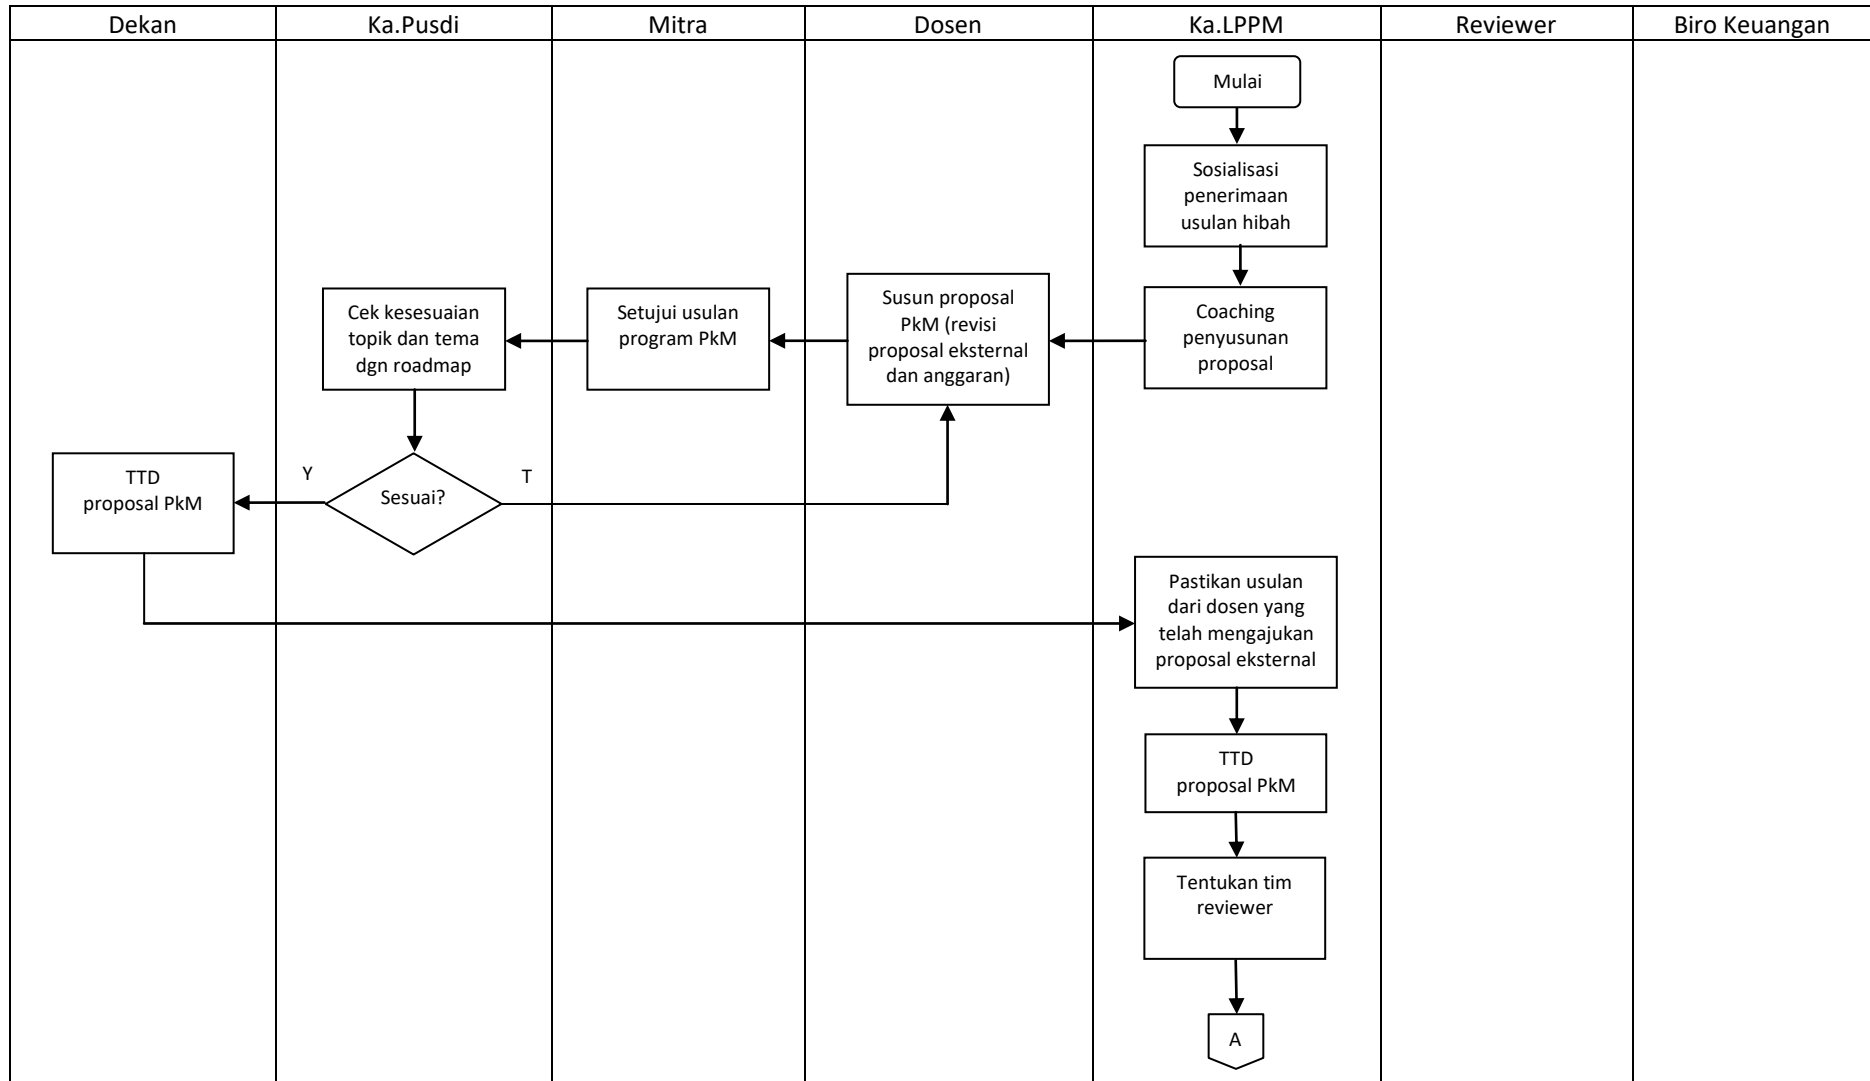 Dekan
Ka.Pusdi
Mitra
Dosen
Ka.LPPM
Reviewer
Biro Keuangan
Mulai
Sosialisasi
penerimaan
usulan hibah
Coaching
penyusunan
proposal
Susun proposal
PkM (revisi
proposal eksternal
dan anggaran)
Setujui usulan
program PkM
Cek kesesuaian
topik dan tema
dgn roadmap
Sesuai?
Y
T
TTD
proposal PkM
Pastikan usulan
dari dosen yang
telah mengajukan
proposal eksternal
TTD
proposal PkM
Tentukan tim
reviewer
A